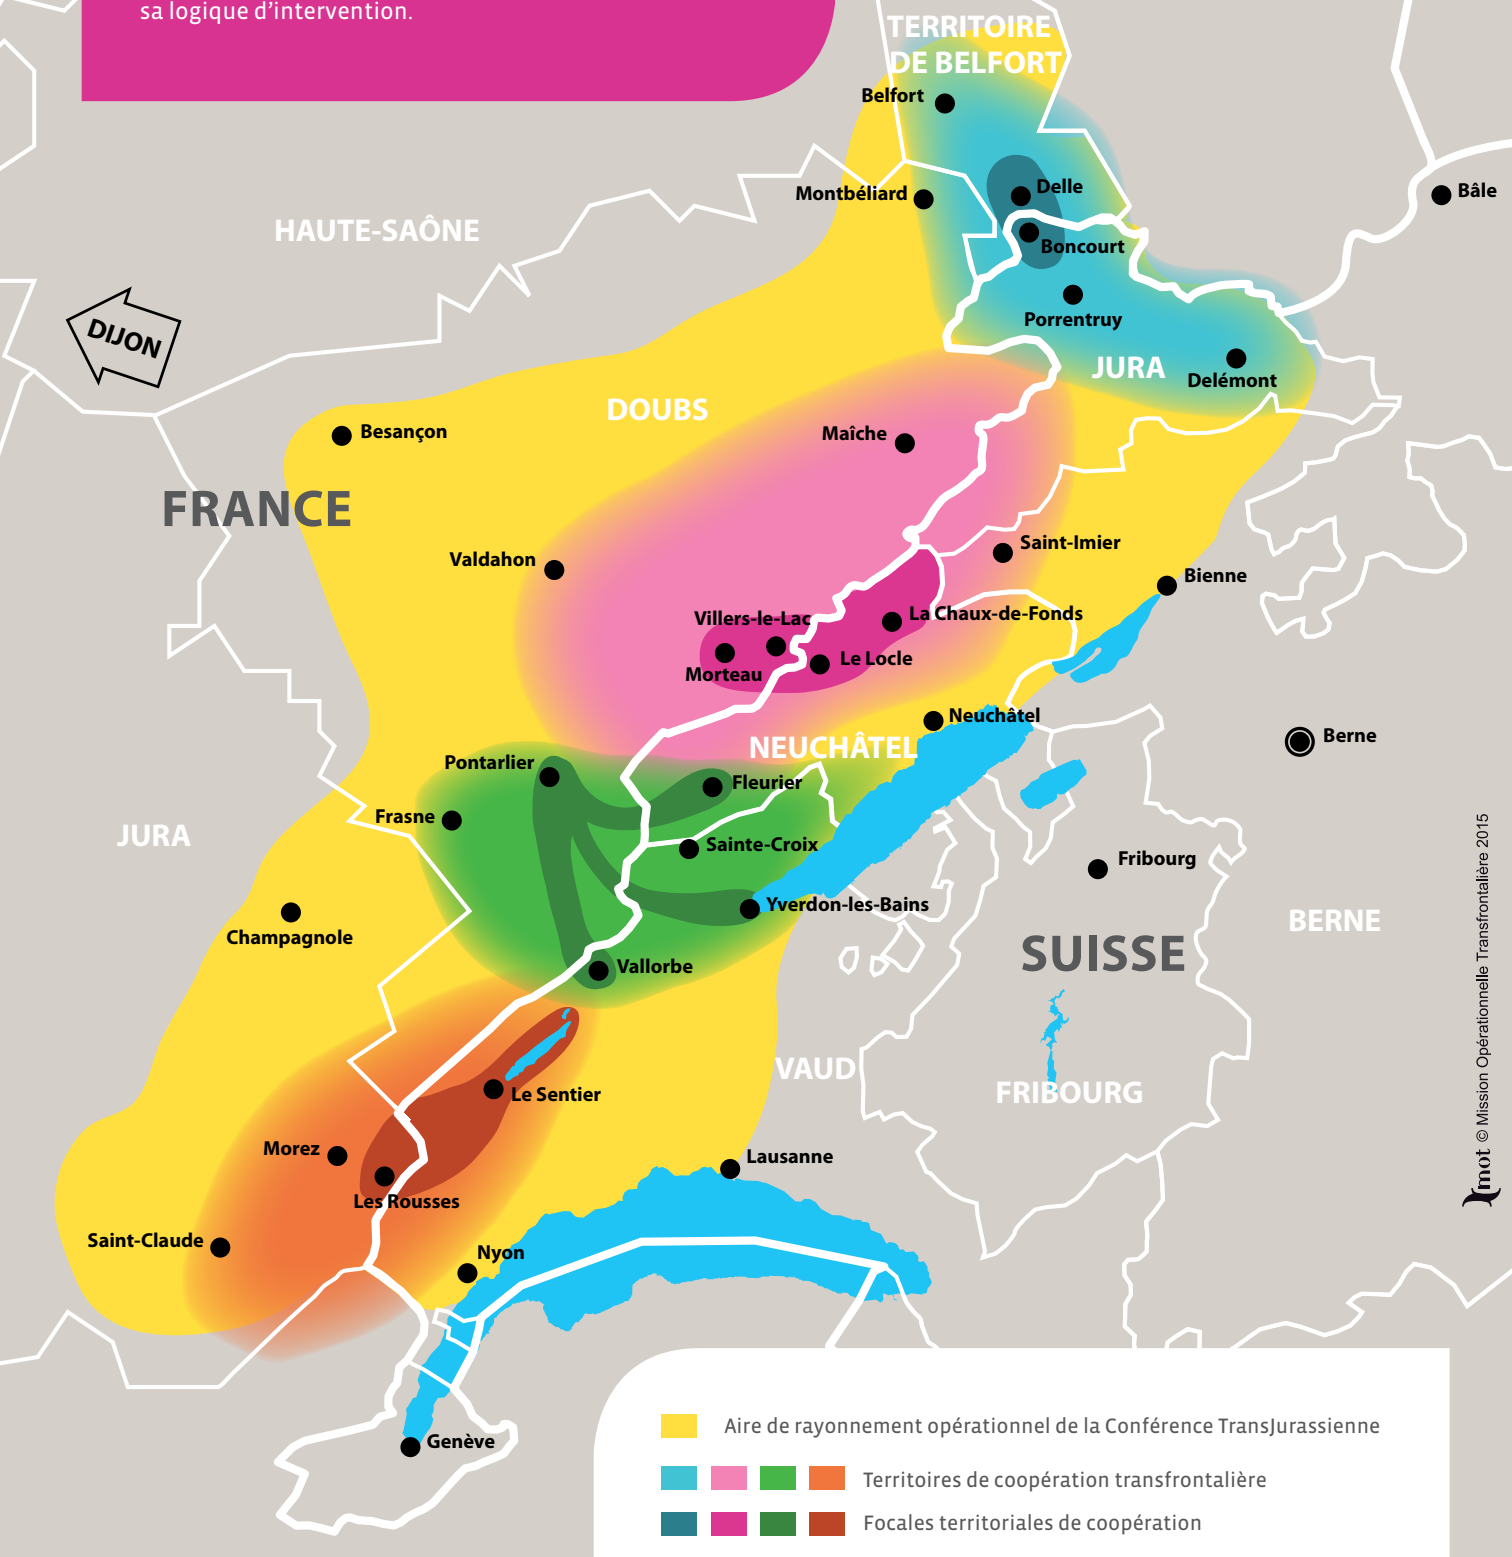 sa logique d’intervention.
TERRITOIRE
DE BELFORT
Belfort
Delle
Montbéliard
Bâle
HAUTE-SAÔNE
Boncourt
DIJON
Porrentruy
JURA
Delémont
DOUBS
Besançon
Maîche
FRANCE
Saint-Imier
Valdahon
Bienne
Villers-le-Lac
La Chaux-de-Fonds
Le Locle
Morteau
Neuchâtel
Berne
NEUCHÂTEL
Pontarlier
Fleurier
Frasne
JURA
Sainte-Croix
Fribourg
Yverdon-les-Bains
BERNE
Champagnole
SUISSE
Vallorbe
VAUD
FRIBOURG
Le Sentier
Morez
Lausanne
Les Rousses
Saint-Claude
Nyon
Genève
mot © Mission Opérationnelle Transfrontalière 2015
Aire de rayonnement opérationnel de la Conférence TransJurassienne
Territoires de coopération transfrontalière
Focales territoriales de coopération